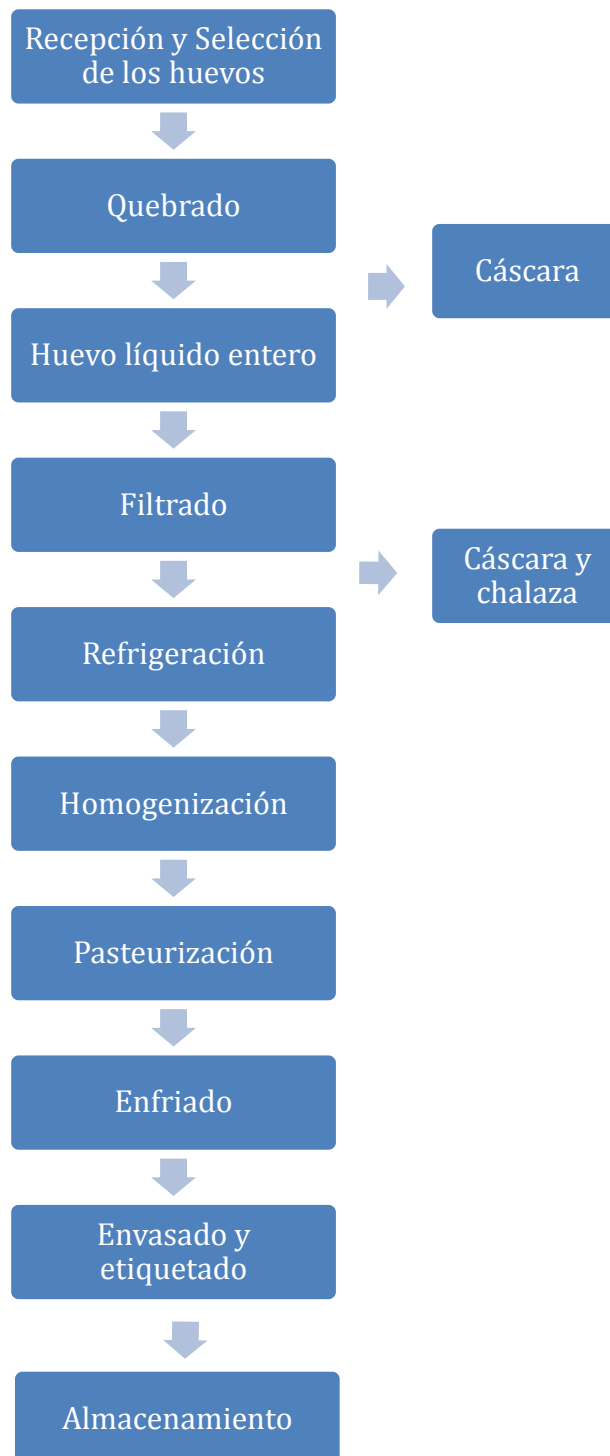 Recepción y Selección
de los huevos
Quebrado
Cáscara
Huevo líquido entero
Filtrado
Cáscara y
chalaza
Refrigeración
Homogenización
Pasteurización
Enfriado
Envasado y
etiquetado
Almacenamiento